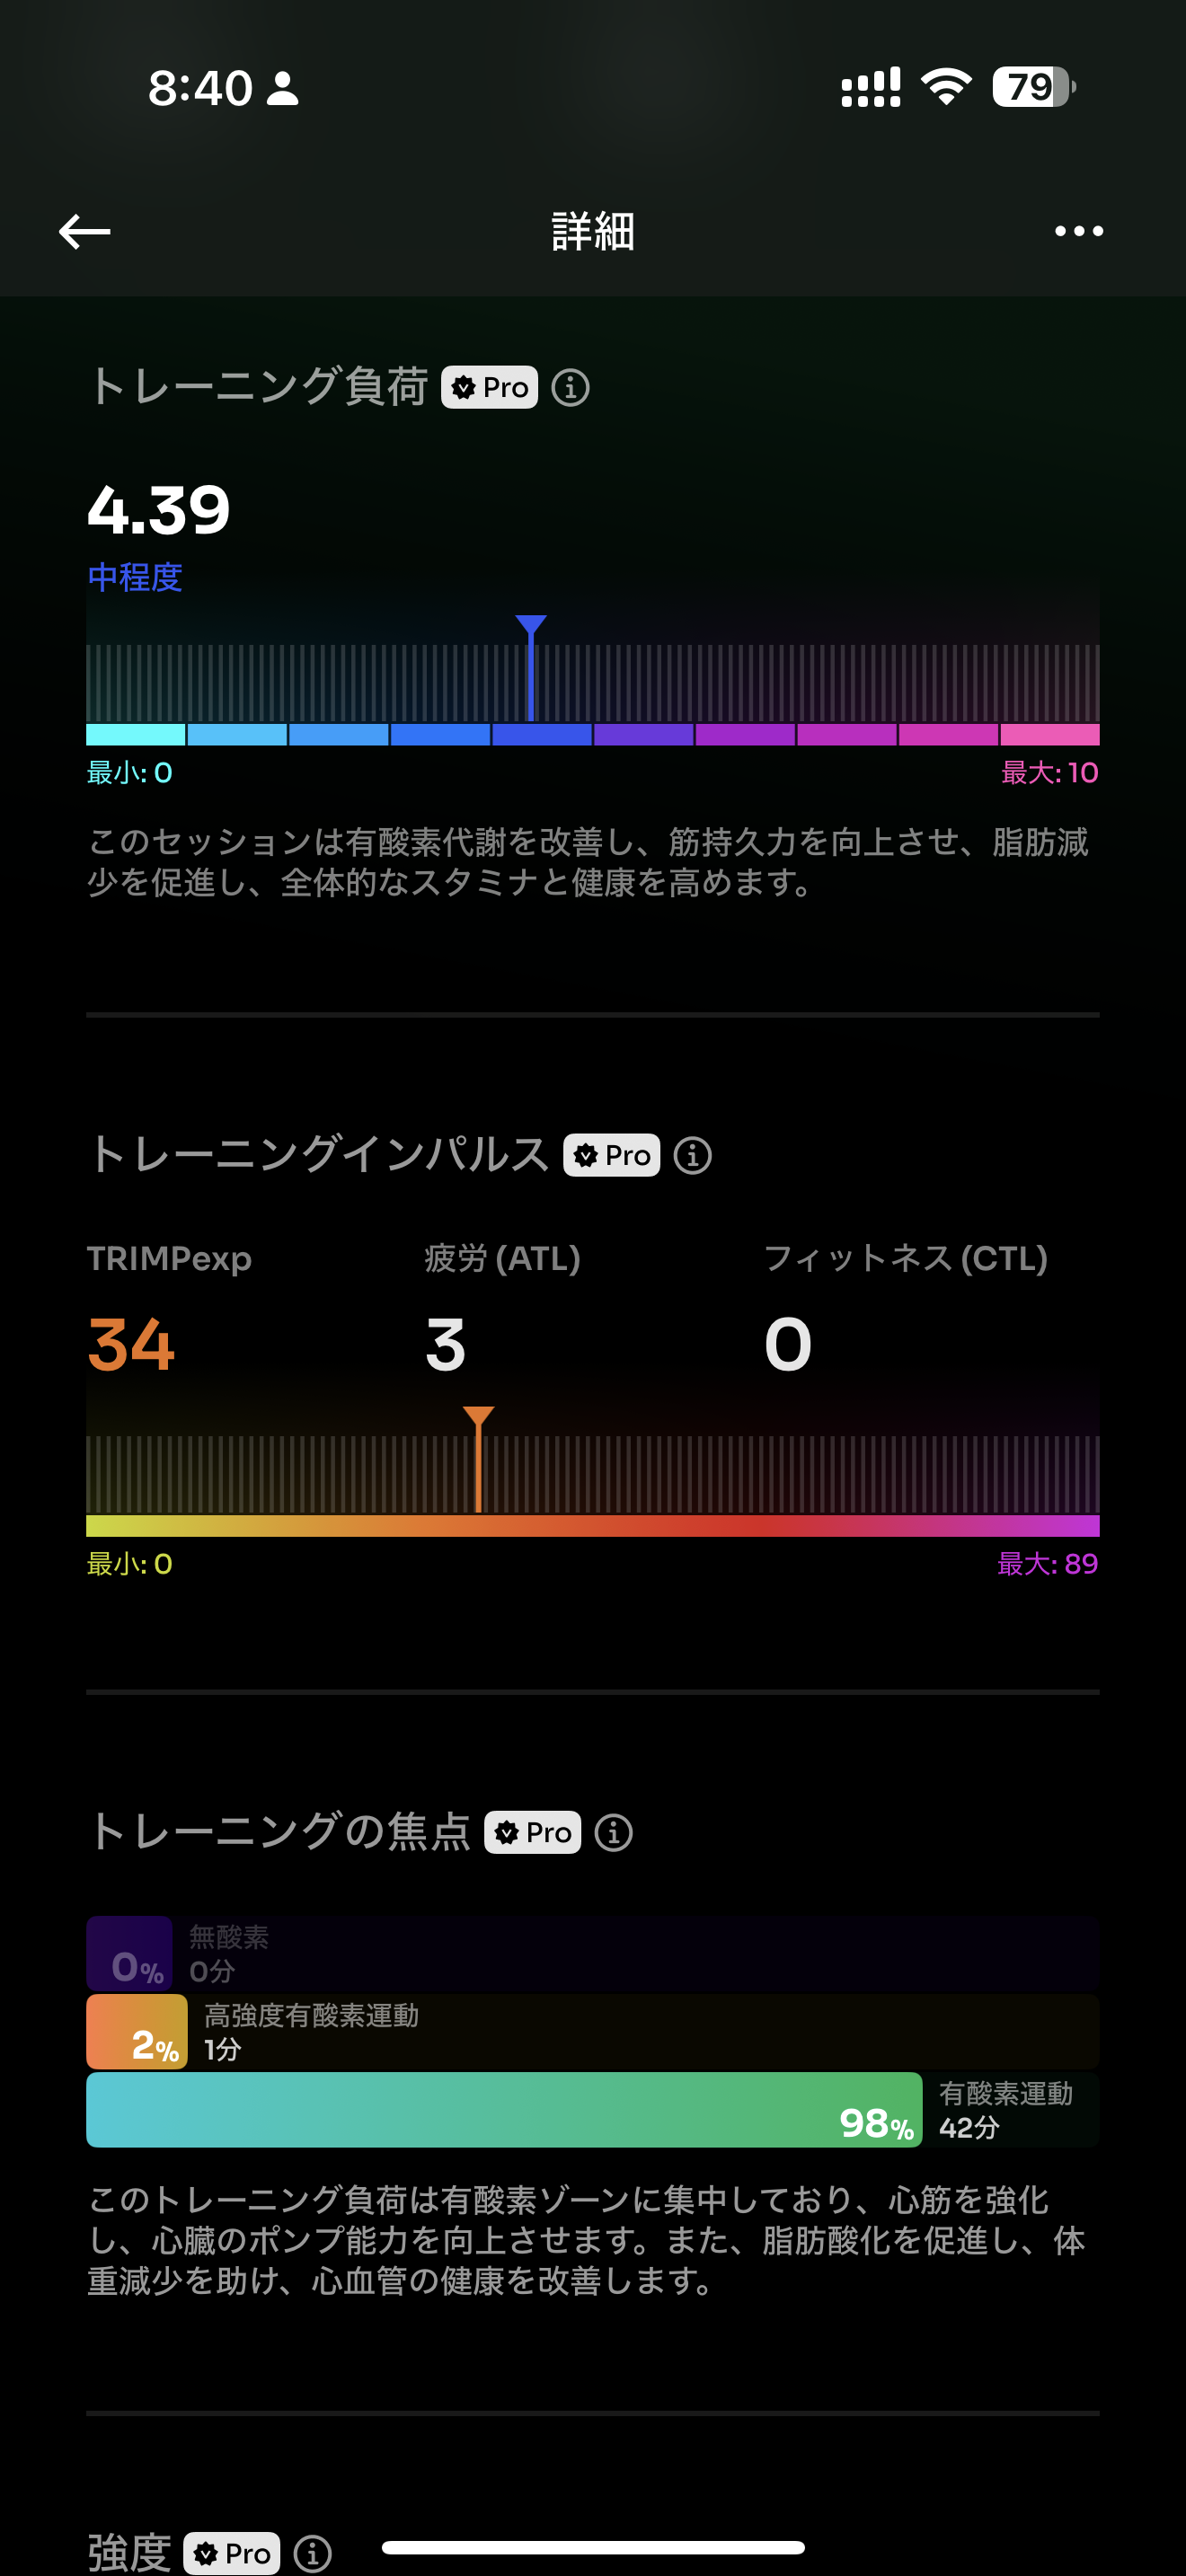 8:40
79
詳細
トレーニング負荷 Pro
4.39
中程度
最小: 0
最大: 10
このセッションは有酸素代謝を改善し、筋持久力を向上させ、脂肪減
少を促進し、全体的なスタミナと健康を高めます。
トレーニングインパルス Pro
TRIMPexp
疲労 (ATL)
フィットネス (CTL)
34
3
0
最小: 0
最大: 89
トレーニングの焦点 Pro
0%
無酸素
0分
2%
高強度有酸素運動
1分
98%
有酸素運動
42分
このトレーニング負荷は有酸素ゾーンに集中しており、心筋を強化
し、心臓のポンプ能力を向上させます。また、脂肪酸化を促進し、体
重減少を助け、心血管の健康を改善します。
強度 Pro